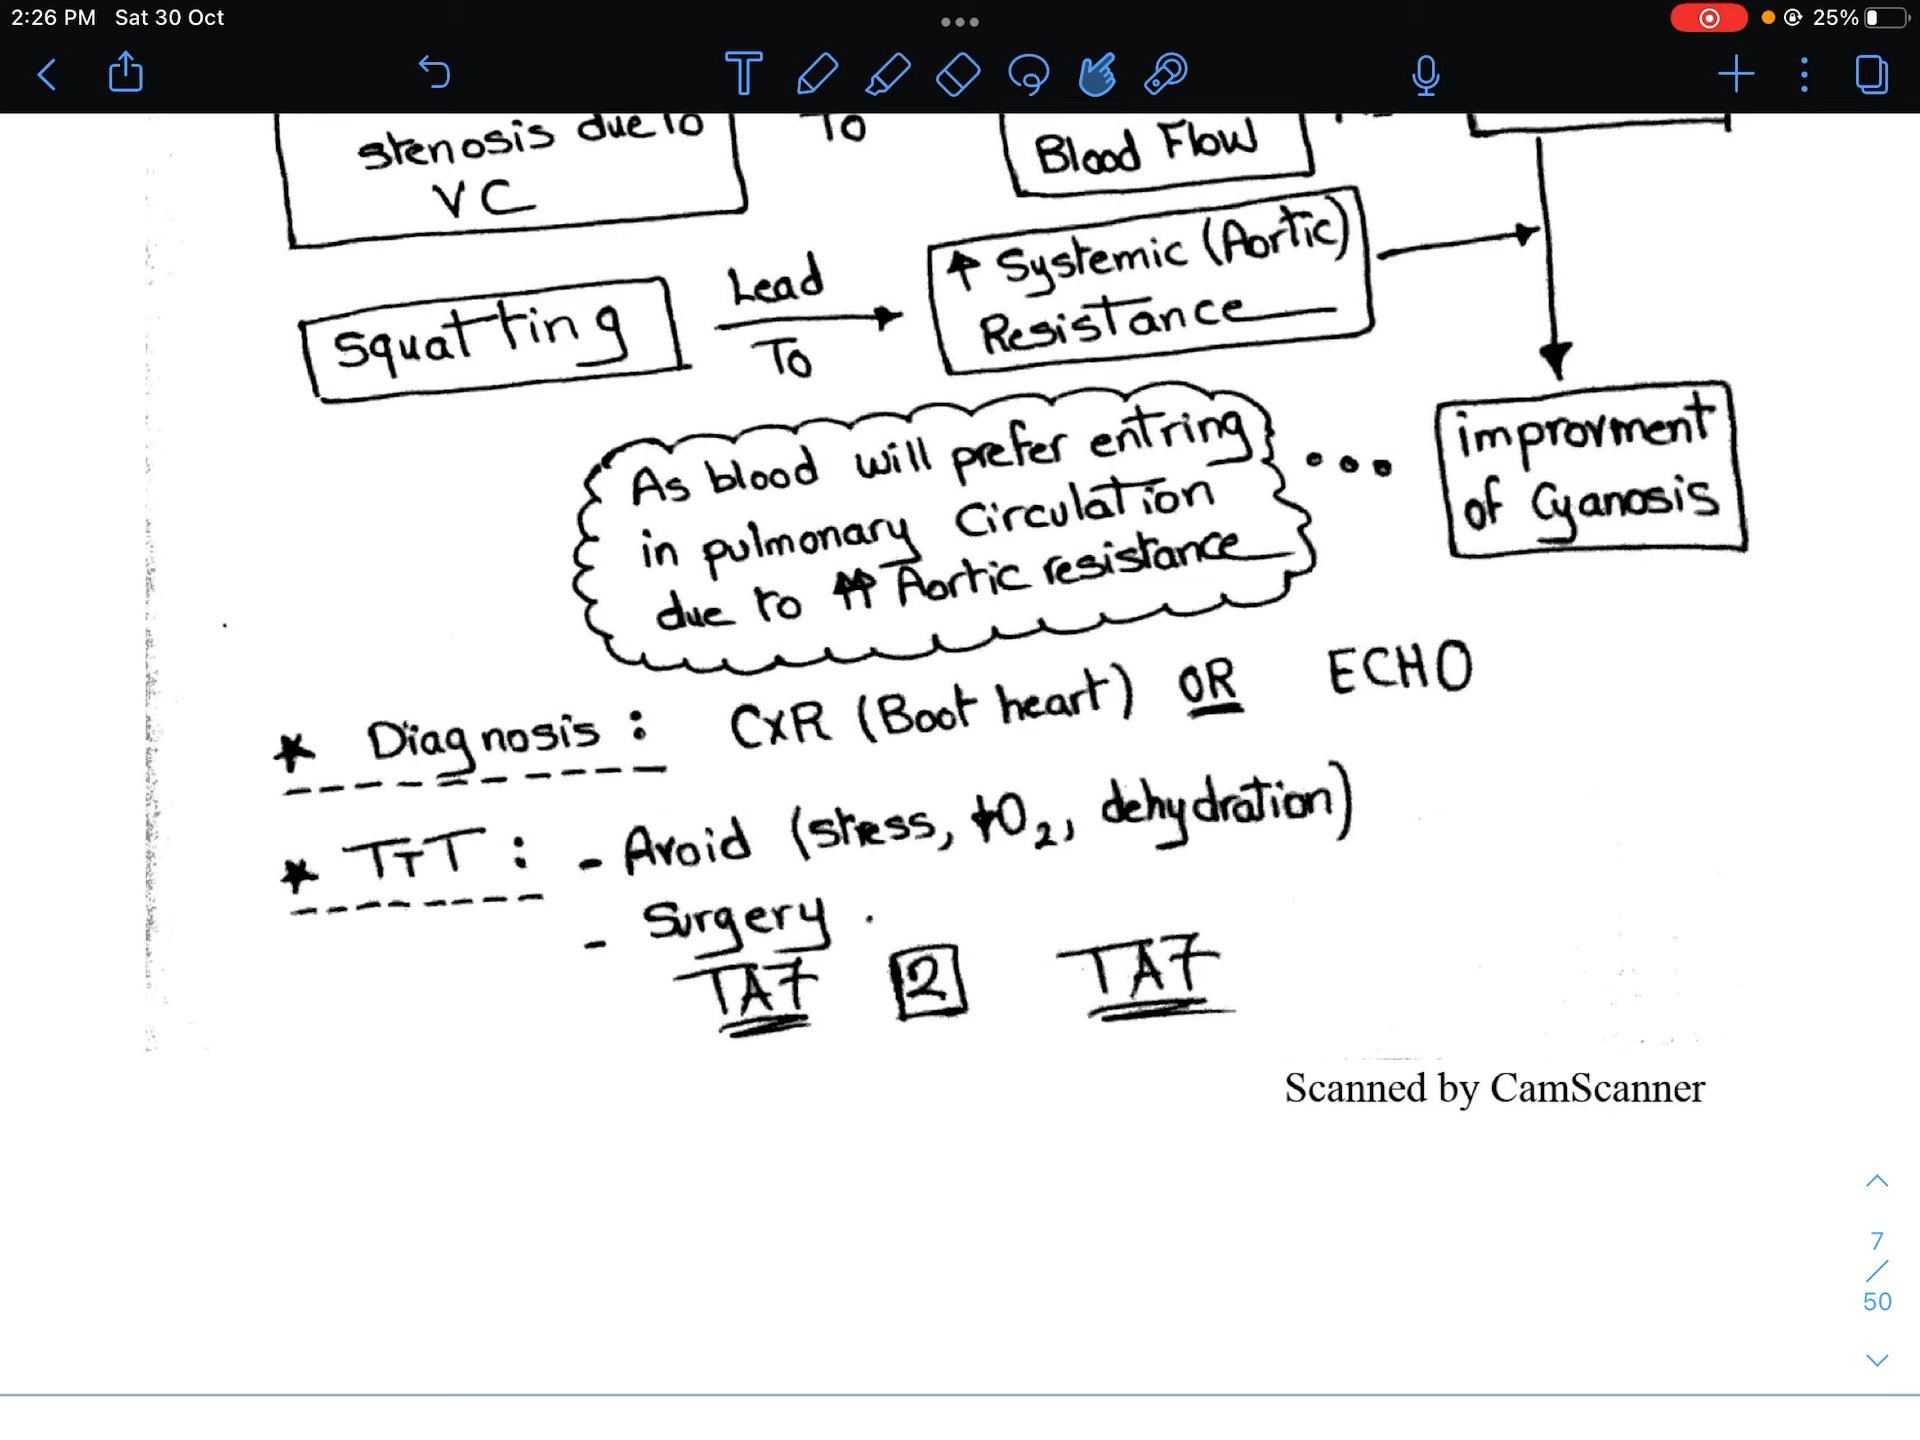 2:26 PM Sat 30 Oct
25%
stenosis due to
VC
To
Blood Flow
Squatting
Lead
To
↑ Systemic (Aortic)
Resistance
As blood will prefer entring
in pulmonary Circulation
due to ↑↑ Aortic resistance
improvment
of Cyanosis
* Diagnosis : CXR (Boot heart) OR ECHO
* TTT : - Avoid (stress, ↓O2, dehydration)
- Surgery .
TA7 2 TA7
Scanned by CamScanner
7
/
50